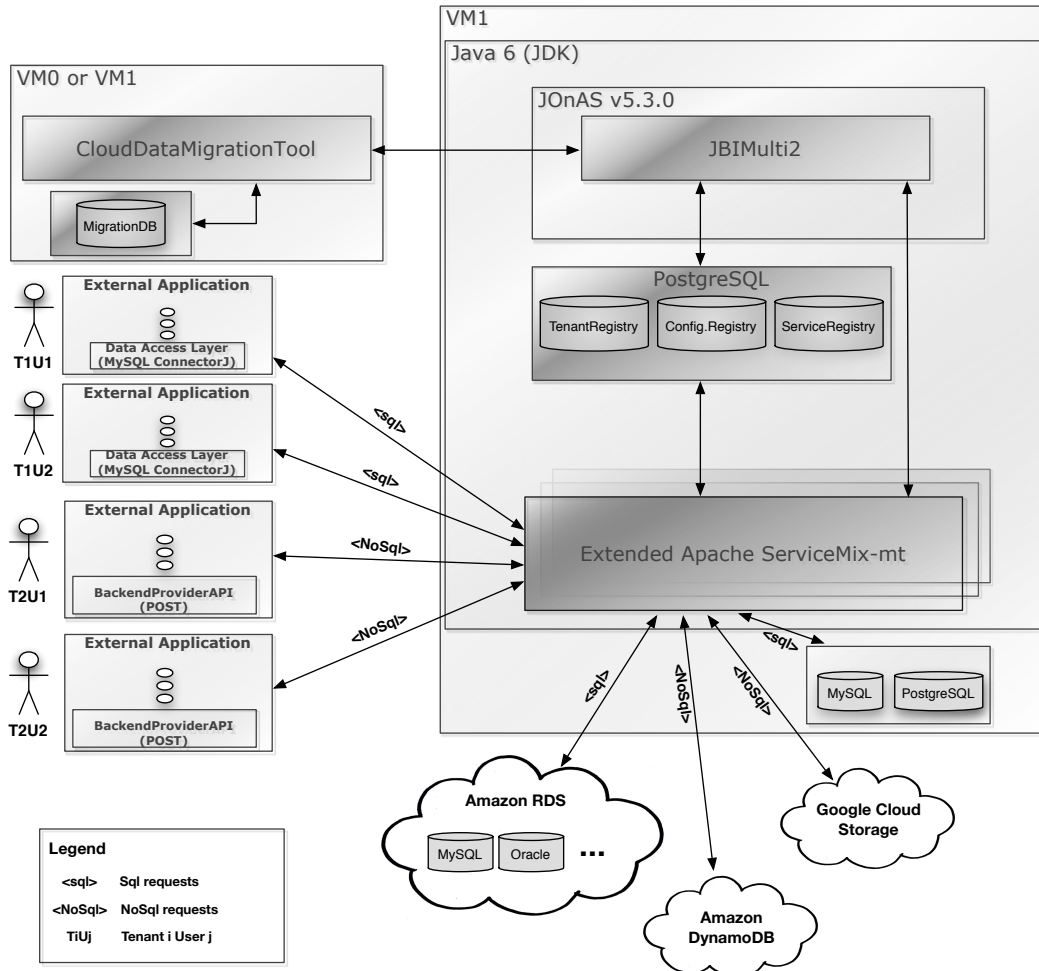 VM1
Java 6 (JDK)
VM0 or VM1
JOnAS v5.3.0
CloudDataMigrationTool
JBIMulti2
MigrationDB
PostgreSQL
TenantRegistry
Config.Registry
ServiceRegistry
T1U1
External Application
Data Access Layer
(MySQL ConnectorJ)
<sql>
T1U2
External Application
Data Access Layer
(MySQL ConnectorJ)
<sql>
T2U1
External Application
BackendProviderAPI
(POST)
<NoSql>
T2U2
External Application
BackendProviderAPI
(POST)
<NoSql>
Extended Apache ServiceMix-mt
<sql>
<NoSql>
<NoSql>
<sql>
MySQL
PostgreSQL
Amazon RDS
MySQL
Oracle
...
Google Cloud
Storage
Amazon
DynamoDB
Legend
<sql> Sql requests
<NoSql> NoSql requests
TiUj Tenant i User j